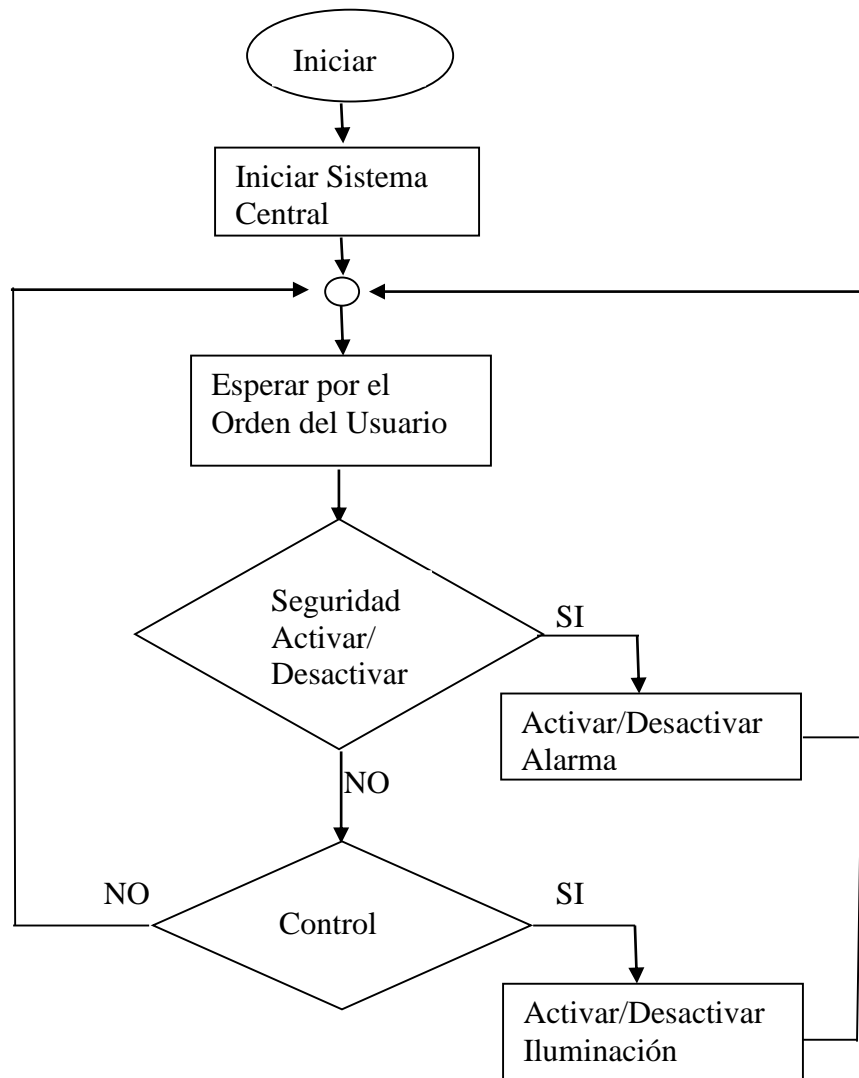 Iniciar
Iniciar Sistema
Central
Esperar por el
Orden del Usuario
Seguridad
Activar/
Desactivar
SI
Activar/Desactivar
Alarma
NO
Control
NO
SI
Activar/Desactivar
Iluminación